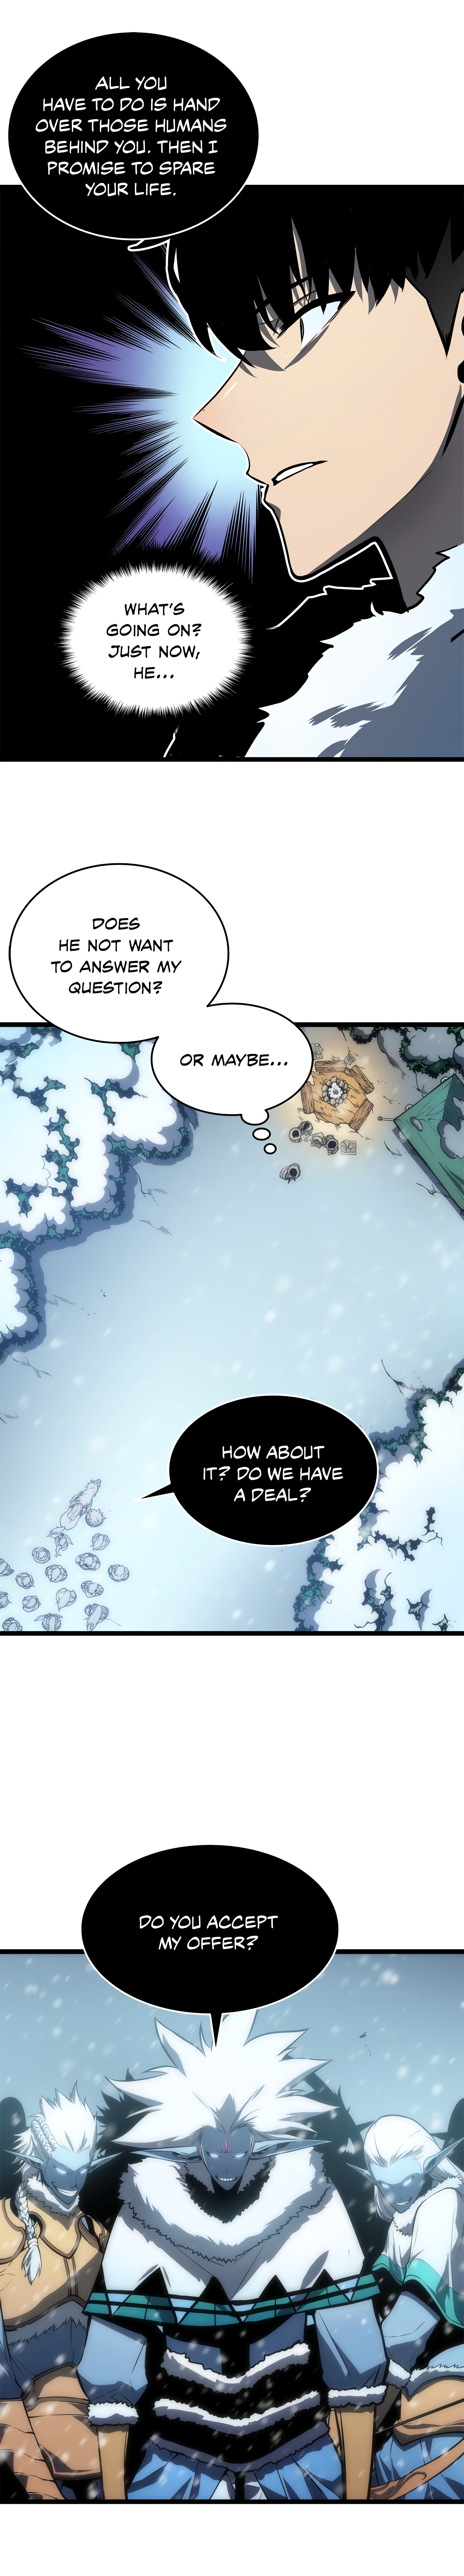 ALL YOU
HAVE TO DO IS HAND
OVER THOSE HUMANS
BEHIND YOU. THEN I
PROMISE TO SPARE
YOUR LIFE.
WHAT'S
GOING ON?
JUST NOW,
HE...
DOES
HE NOT WANT
TO ANSWER MY
QUESTION?
OR MAYBE...
HOW ABOUT
IT? DO WE HAVE
A DEAL?
DO YOU ACCEPT
MY OFFER?